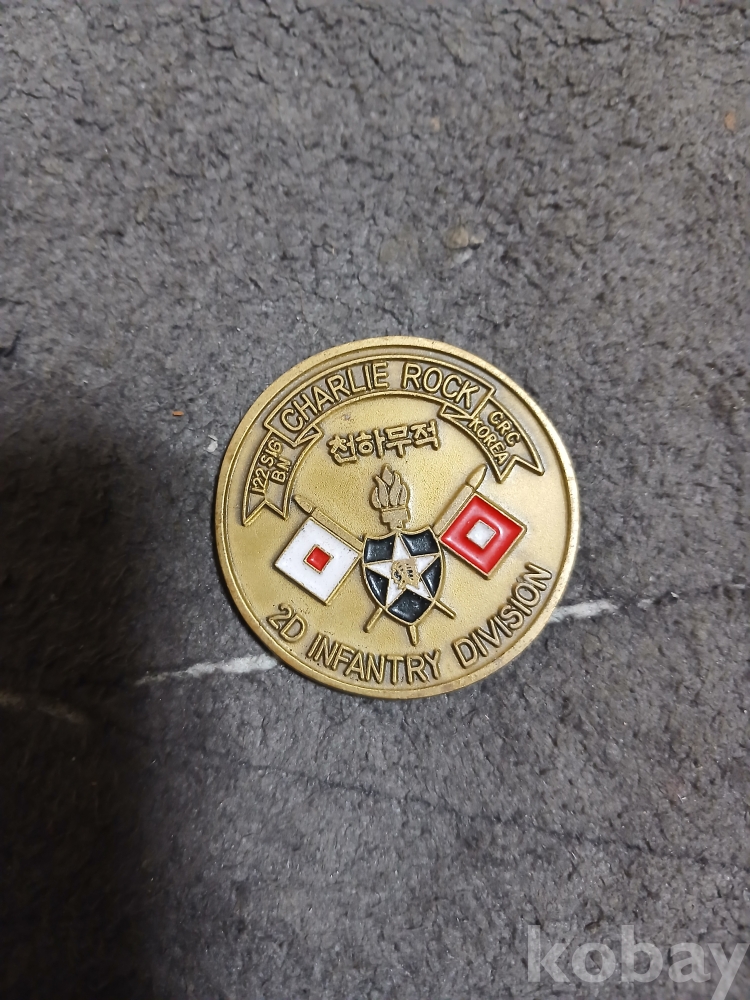 CHARLIE ROCK
122 SIG
BN
CRC
KOREA
천하무적
2D INFANTRY DIVISION
kobay